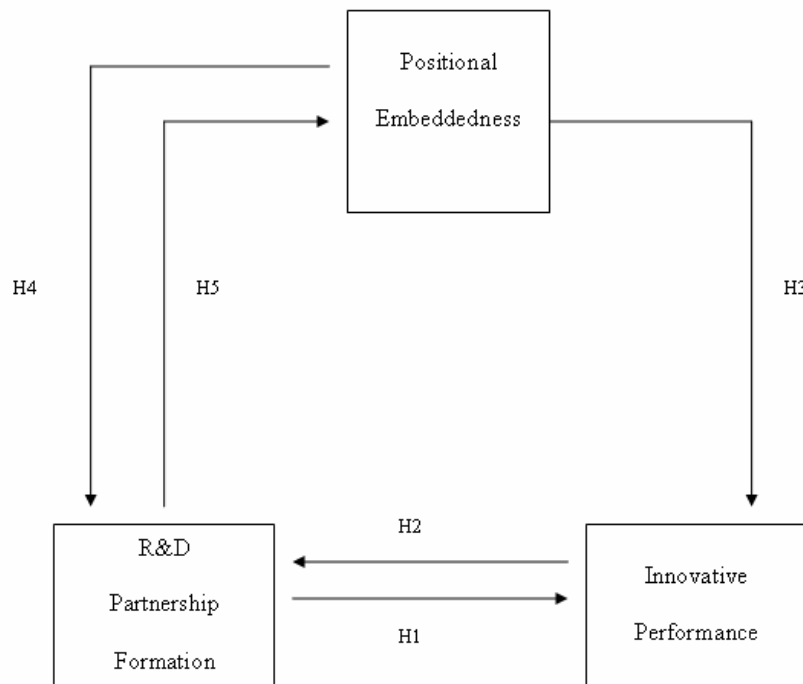 Positional
Embeddedness
H4
H5
H3
H2
R&D
Partnership
Formation
H1
Innovative
Performance